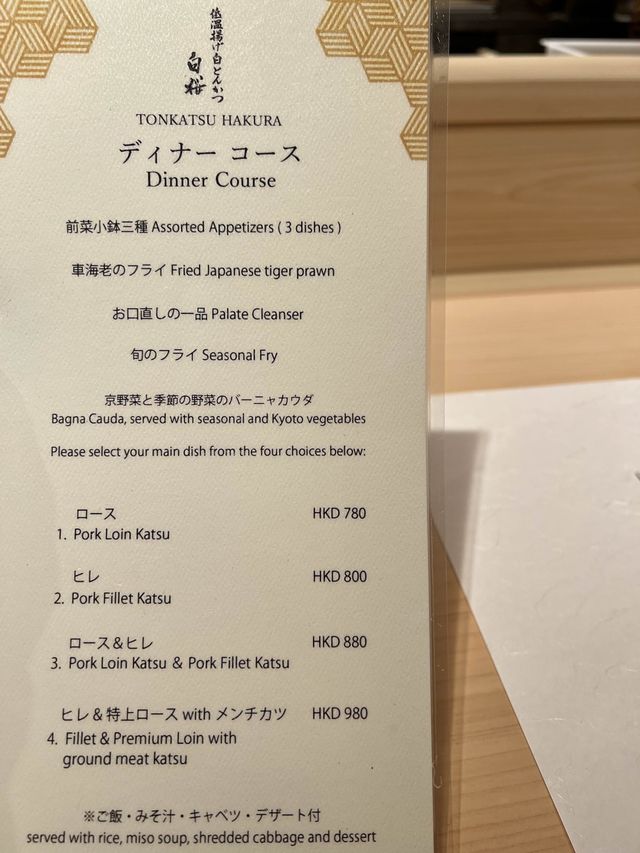 低温揚げ白とんかつ
白桜
TONKATSU HAKURA
ディナー コース
Dinner Course
前菜小鉢三種 Assorted Appetizers ( 3 dishes )
車海老のフライ Fried Japanese tiger prawn
お口直しの一品 Palate Cleanser
旬のフライ Seasonal Fry
京野菜と季節の野菜のバーニャカウダ
Bagna Cauda, served with seasonal and Kyoto vegetables
Please select your main dish from the four choices below:
ロース HKD 780
1. Pork Loin Katsu
ヒレ HKD 800
2. Pork Fillet Katsu
ロース&ヒレ HKD 880
3. Pork Loin Katsu & Pork Fillet Katsu
ヒレ&特上ロース with メンチカツ HKD 980
4. Fillet & Premium Loin with
ground meat katsu
※ご飯・みそ汁・キャベツ・デザート付
served with rice, miso soup, shredded cabbage and dessert